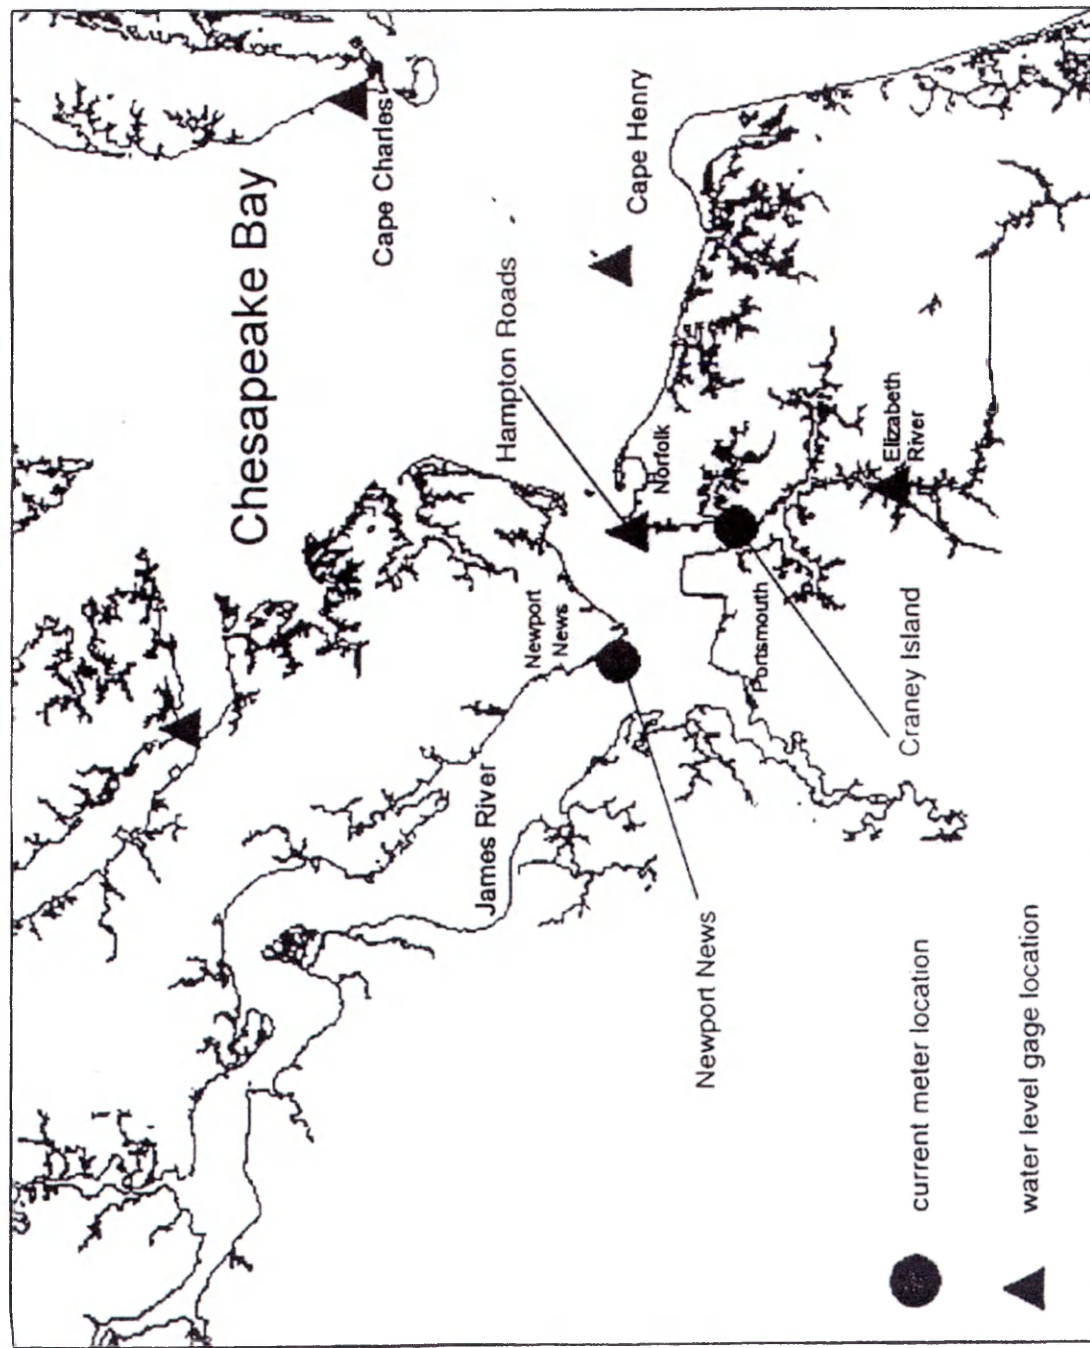 Chesapeake Bay
Cape Charles
Cape Henry
Hampton Roads
Norfolk
Elizabeth
River
Newport
News
James River
Portsmouth
Craney Island
Newport News
current meter location
water level gage location